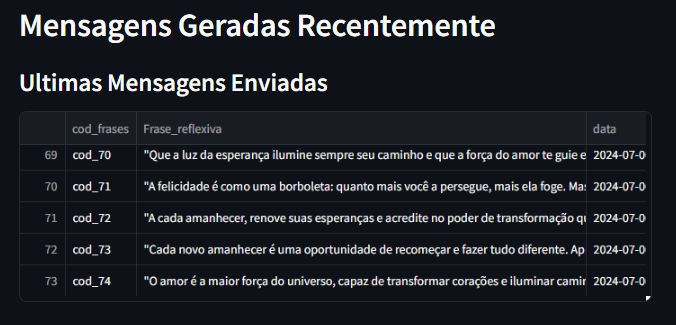 Mensagens Geradas Recentemente
Ultimas Mensagens Enviadas
cod_frases Frase_reflexiva data
69 cod_70 "Que a luz da esperança ilumine sempre seu caminho e que a força do amor te guie e 2024-07-0
70 cod_71 "A felicidade é como uma borboleta: quanto mais você a persegue, mais ela foge. Mas 2024-07-0
71 cod_72 "A cada amanhecer, renove suas esperanças e acredite no poder de transformação qu 2024-07-0
72 cod_73 "Cada novo amanhecer é uma oportunidade de recomeçar e fazer tudo diferente. Ap 2024-07-0
73 cod_74 "O amor é a maior força do universo, capaz de transformar corações e iluminar camin 2024-07-0